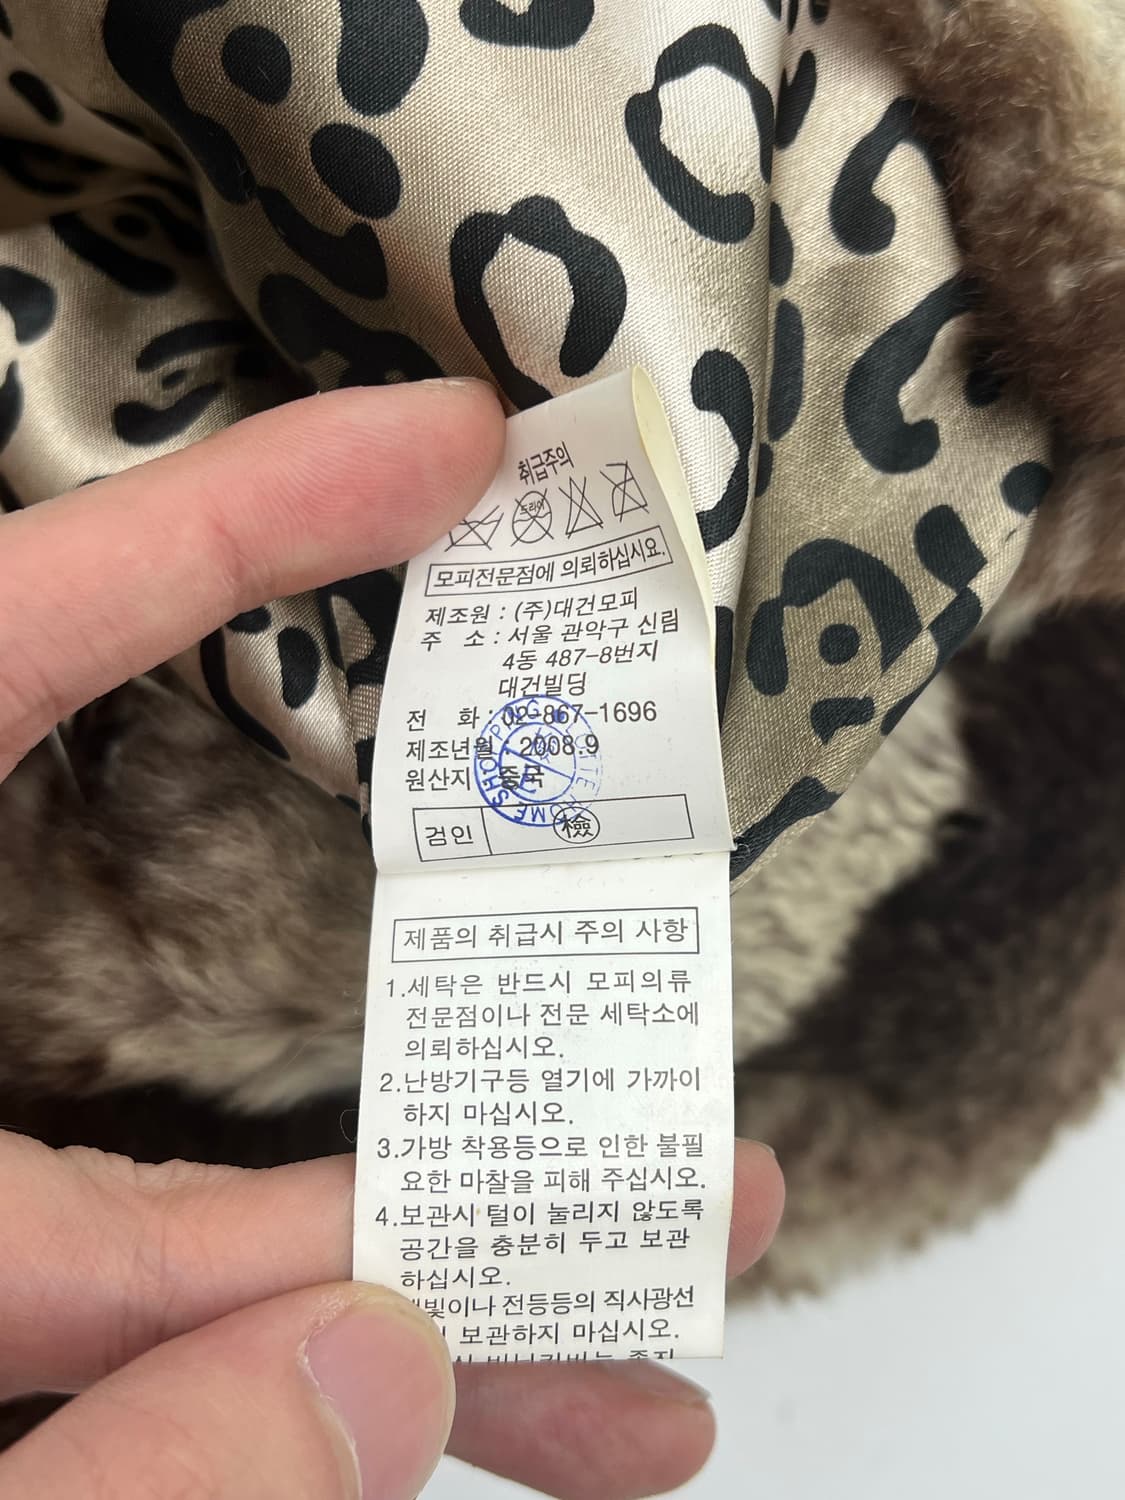 취급주의
드라이
모피전문점에 의뢰하십시요.
제조원 : (주)대건모피
주 소 : 서울 관악구 신림
4동 487-8번지
대건빌딩
전 화 : 02-867-1696
제조년월 : 2008.9
원산지 중국
검인 檢
LOTTE HOME SHOPPING
제품의 취급시 주의 사항
1.세탁은 반드시 모피의류
전문점이나 전문 세탁소에
의뢰하십시오.
2.난방기구등 열기에 가까이
하지 마십시오.
3.가방 착용등으로 인한 불필
요한 마찰을 피해 주십시오.
4.보관시 털이 눌리지 않도록
공간을 충분히 두고 보관
하십시오.
이나 전등등의 직사광선
보관하지 마십시오.